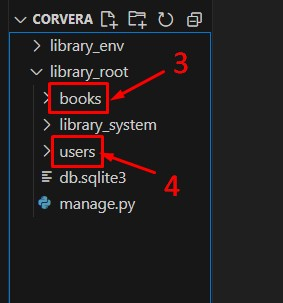 CORVERA
library_env
library_root
books
3
library_system
users
4
db.sqlite3
manage.py